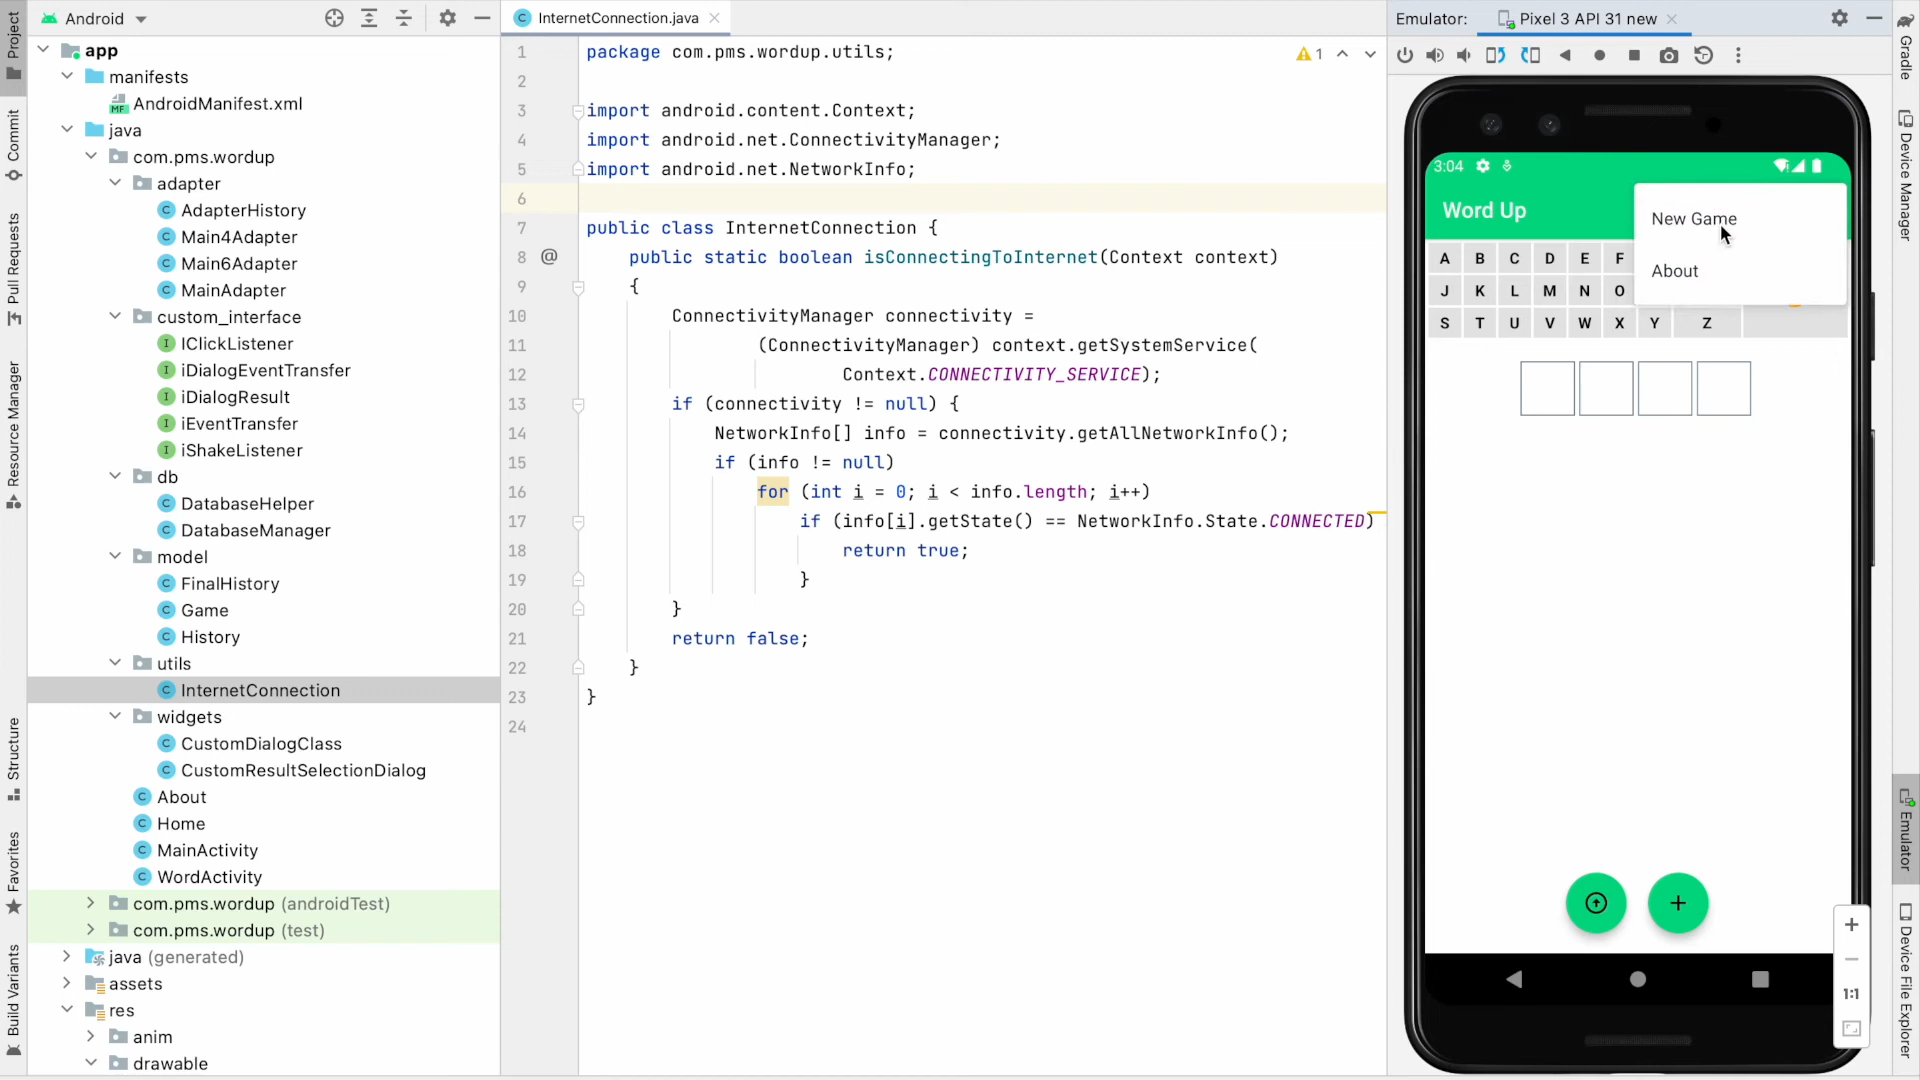 Android
InternetConnection.java
Emulator:
Pixel 3 API 31 new
Project
Commit
Pull Requests
Resource Manager
Structure
Favorites
Build Variants
app
manifests
MF
AndroidManifest.xml
java
com.pms.wordup
adapter
C AdapterHistory
C Main4Adapter
C Main6Adapter
C MainAdapter
custom_interface
I IClickListener
I iDialogEventTransfer
I iDialogResult
I iEventTransfer
I iShakeListener
db
C DatabaseHelper
C DatabaseManager
model
C FinalHistory
C Game
C History
utils
C InternetConnection
widgets
C CustomDialogClass
C CustomResultSelectionDialog
C About
C Home
C MainActivity
C WordActivity
com.pms.wordup (androidTest)
com.pms.wordup (test)
java (generated)
assets
res
anim
drawable
1 package com.pms.wordup.utils;
1
2
3 import android.content.Context;
4 import android.net.ConnectivityManager;
5 import android.net.NetworkInfo;
6
7 public class InternetConnection {
8 @ public static boolean isConnectingToInternet(Context context)
9 {
10 ConnectivityManager connectivity =
11 (ConnectivityManager) context.getSystemService(
12 Context.CONNECTIVITY_SERVICE);
13 if (connectivity != null) {
14 NetworkInfo[] info = connectivity.getAllNetworkInfo();
15 if (info != null)
16 for (int i = 0; i < info.length; i++)
17 if (info[i].getState() == NetworkInfo.State.CONNECTED)
18 return true;
19 }
20 }
21 return false;
22 }
23 }
24
3:04
Word Up
New Game
About
A B C D E F
J K L M N O
S T U V W X Y Z
+
+
−
1:1
Gradle
Device Manager
Emulator
Device File Explorer